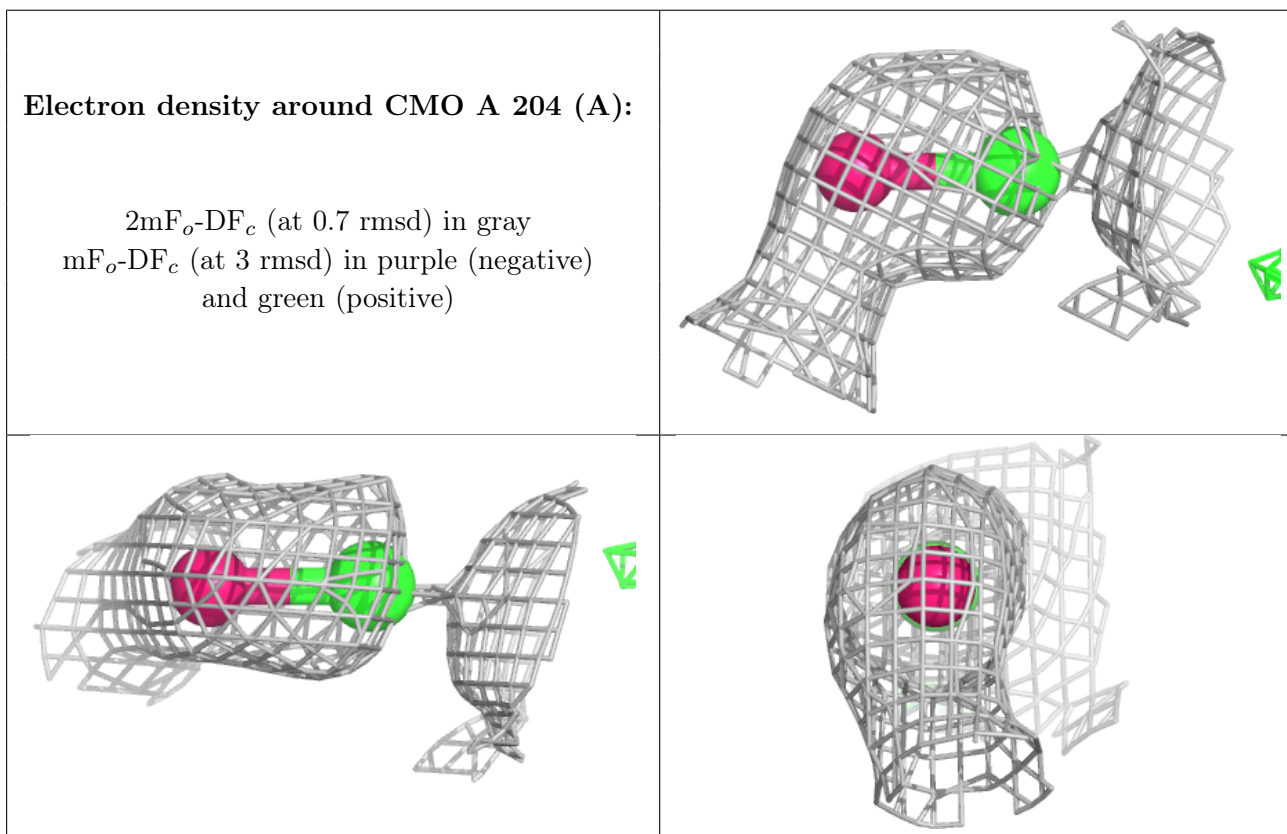 Electron density around CMO A 204 (A):
2mFo-DFc (at 0.7 rmsd) in gray
mFo-DFc (at 3 rmsd) in purple (negative)
and green (positive)